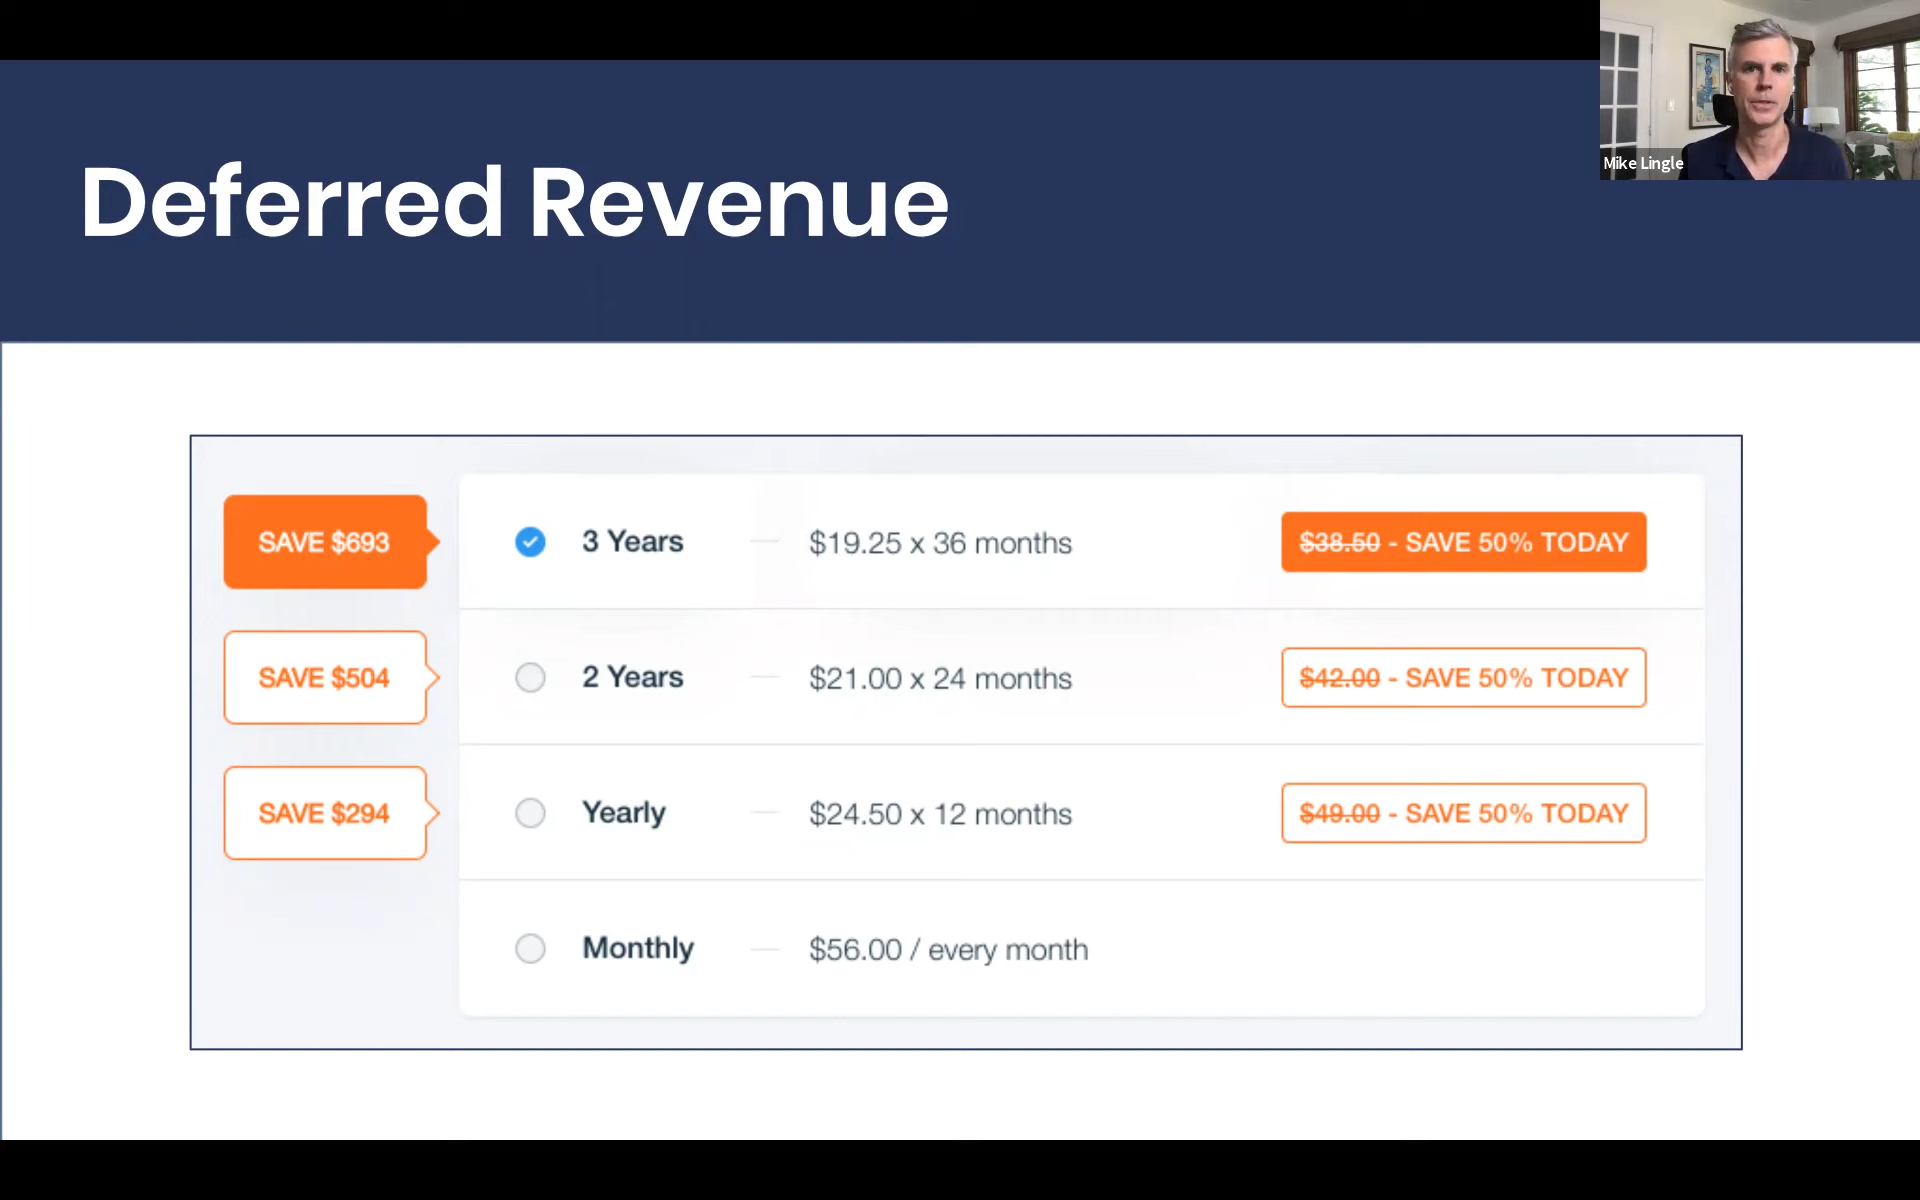 Mike Lingle
Deferred Revenue
SAVE $693
3 Years
$19.25 x 36 months
$38.50 - SAVE 50% TODAY
SAVE $504
2 Years
$21.00 x 24 months
$42.00 - SAVE 50% TODAY
SAVE $294
Yearly
$24.50 x 12 months
$49.00 - SAVE 50% TODAY
Monthly
$56.00 / every month